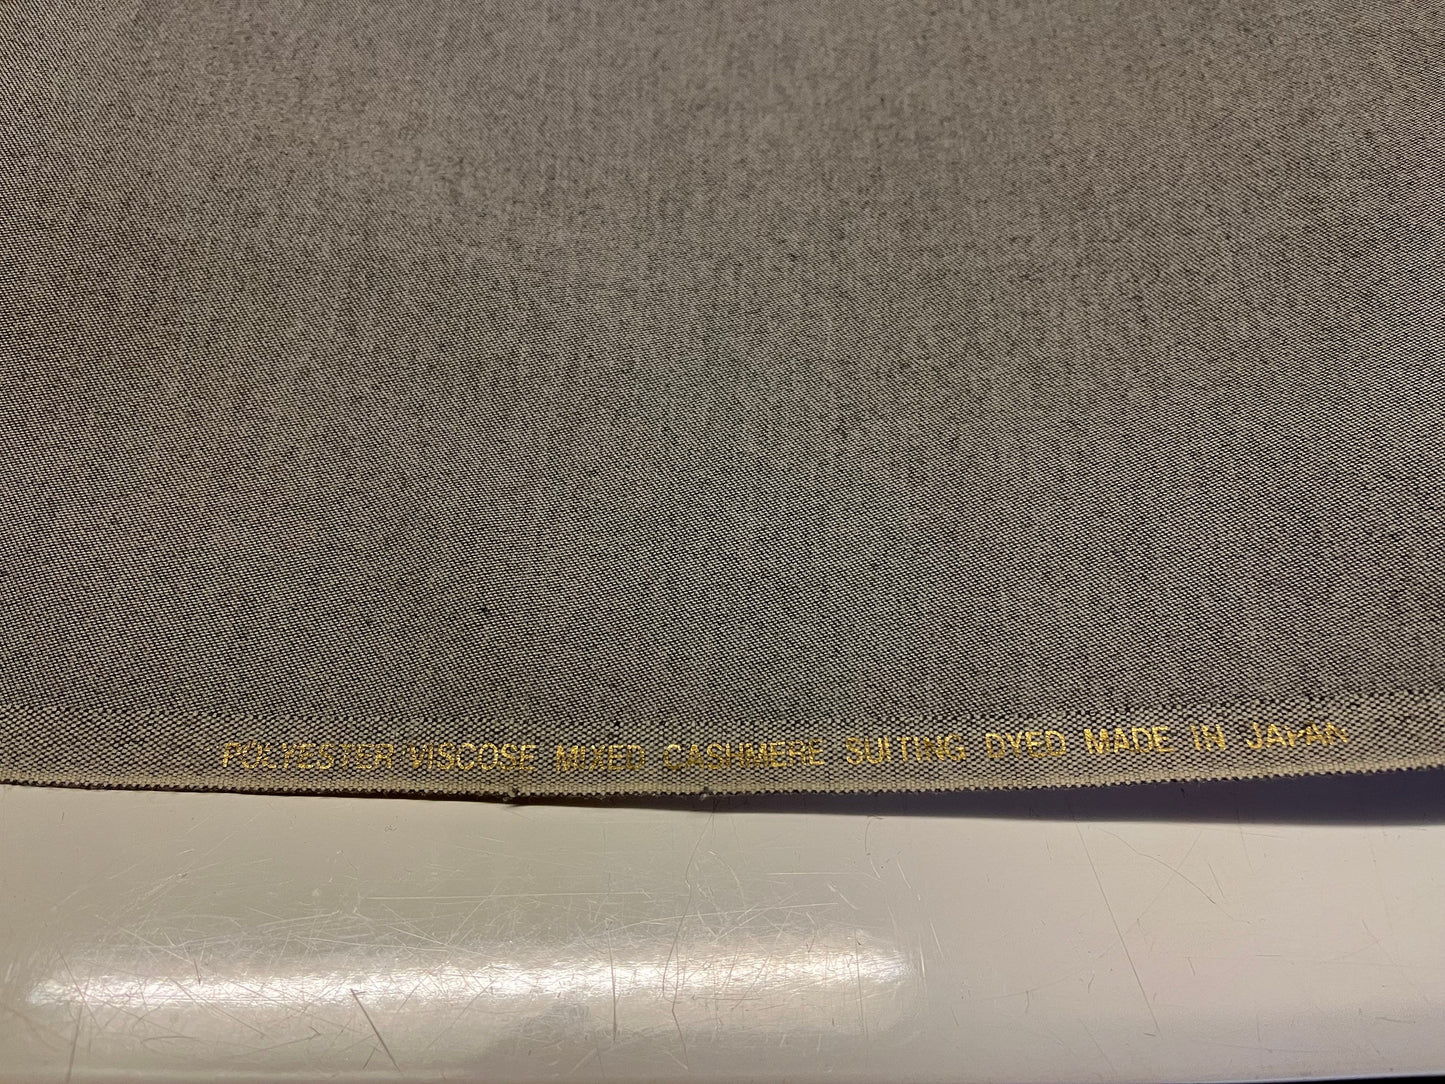 POLYESTER VISCOSE MIXED CASHMERE SUITING DYED MADE IN JAPAN